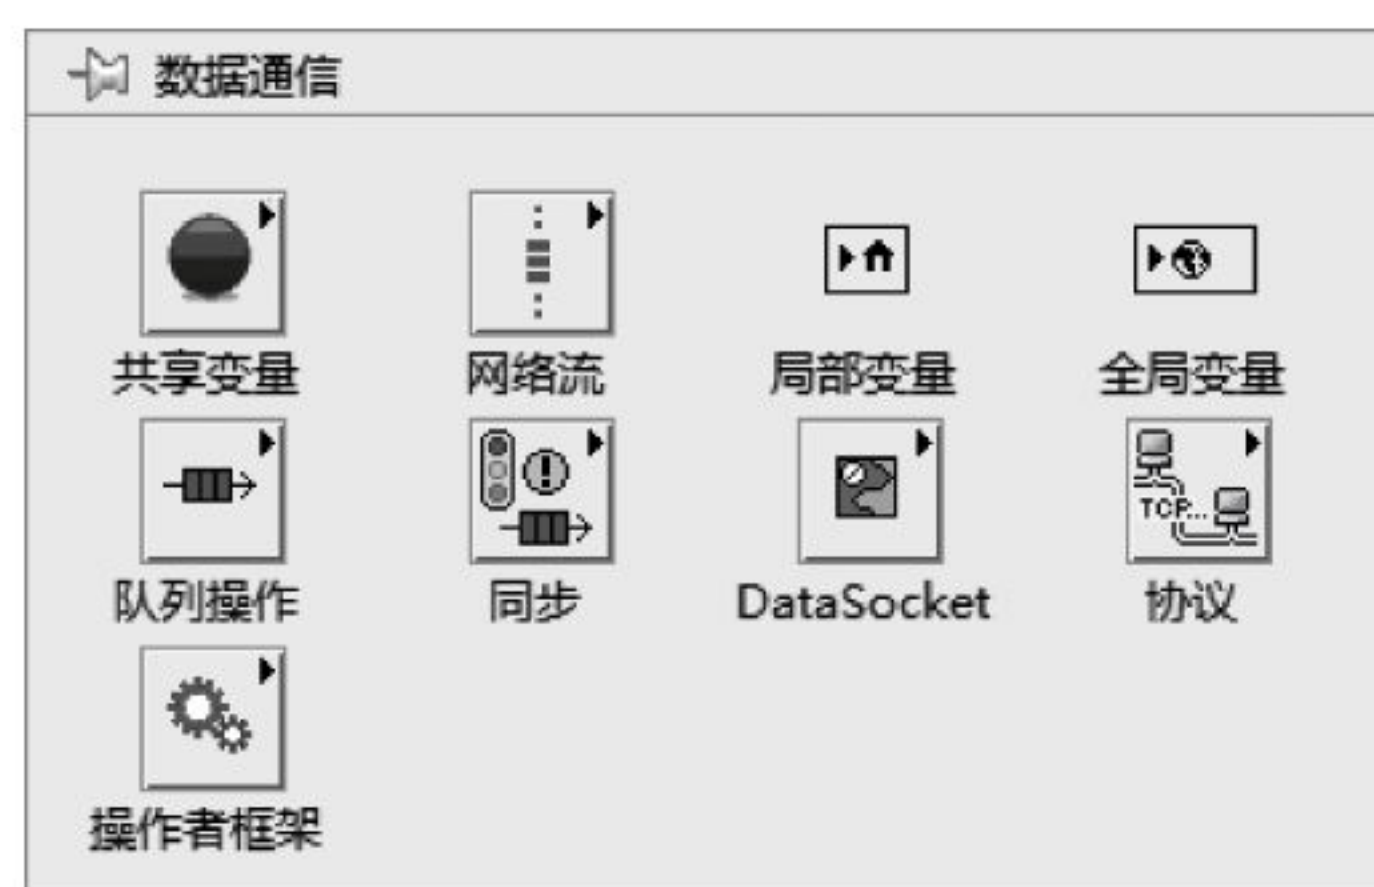 数据通信
共享变量 网络流 局部变量 全局变量
TCP...
队列操作 同步 DataSocket 协议
操作者框架